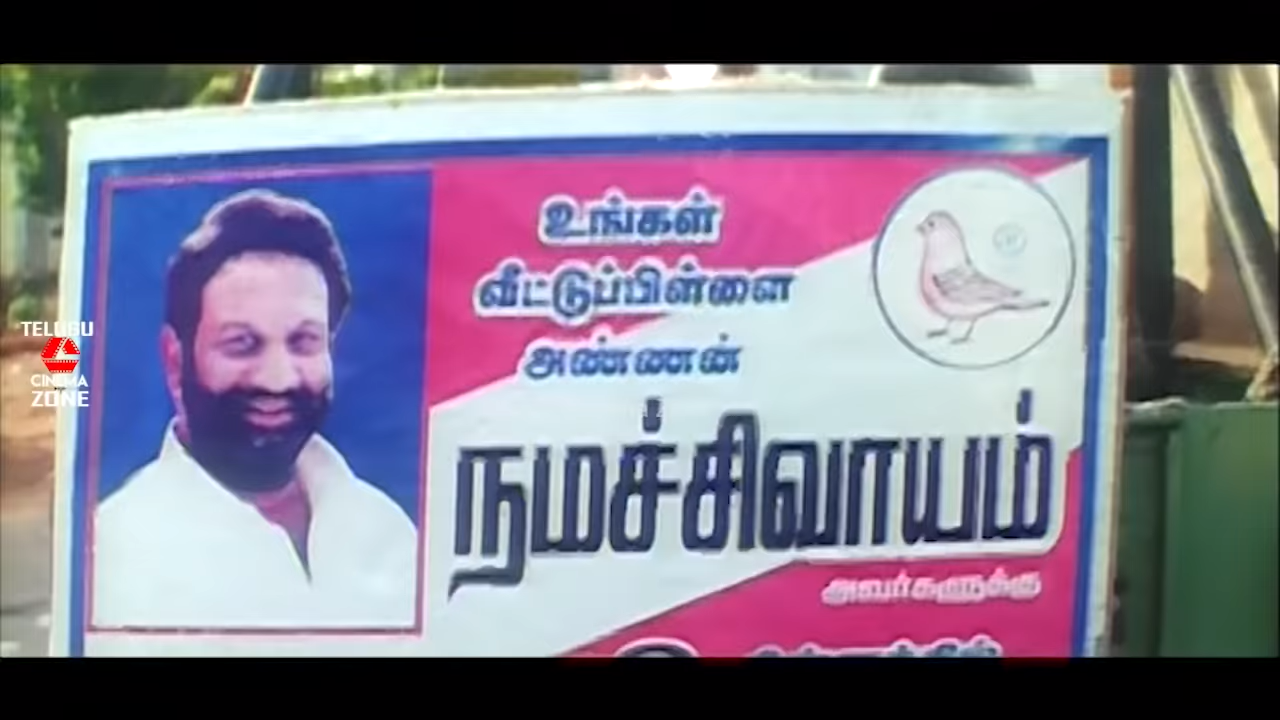 உங்கள்
வீட்டுப்பிள்ளை
அண்ணன்
நமச்சிவாயம்
அவர்களுக்கு
TELUGU
CINEMA
ZONE